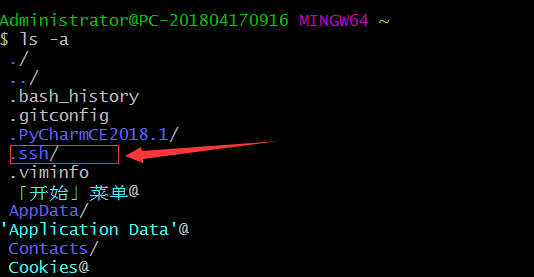 Administrator@PC-201804170916 MINGW64 ~
$ ls -a
./
../
.bash_history
.gitconfig
.PyCharmCE2018.1/
.ssh/
.viminfo
「开始」菜单@
AppData/
'Application Data'@
Contacts/
Cookies@